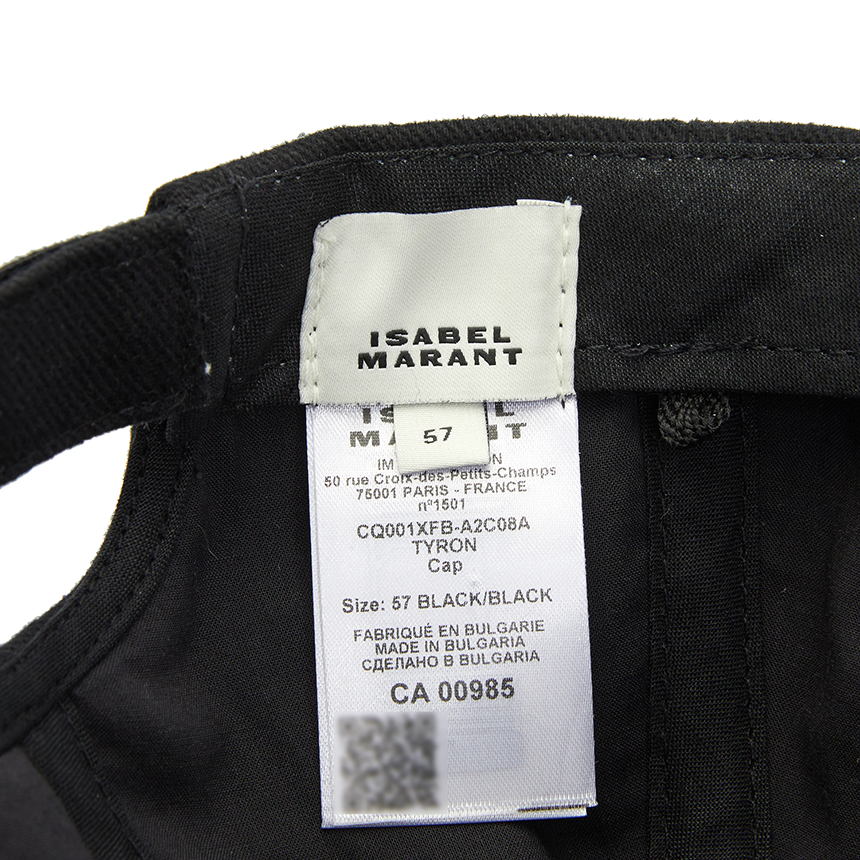 ISABEL
MARANT
57
50 rue Croix-des-Petits-Champs
75001 PARIS - FRANCE
n°1501
CQ001XFB-A2C08A
TYRON
Cap
Size: 57 BLACK/BLACK
FABRIQUÉ EN BULGARIE
MADE IN BULGARIA
СДЕЛАНО В BULGARIA
CA 00985